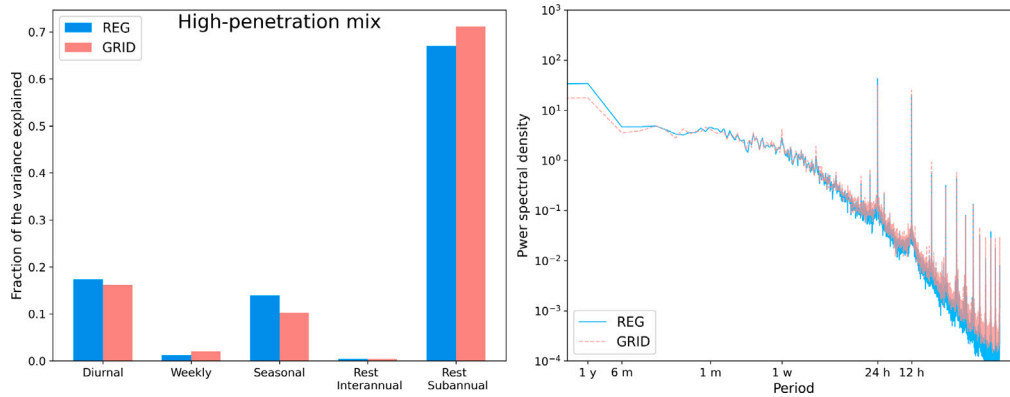 High-penetration mix
REG
GRID
Fraction of the variance explained
0.7
0.6
0.5
0.4
0.3
0.2
0.1
0.0
Diurnal
Weekly
Seasonal
Rest
Interannual
Rest
Subannual
Pwer spectral density
10³
10²
10¹
10⁰
10⁻¹
10⁻²
10⁻³
10⁻⁴
REG
GRID
1 y
6 m
1 m
1 w
24 h
12 h
Period